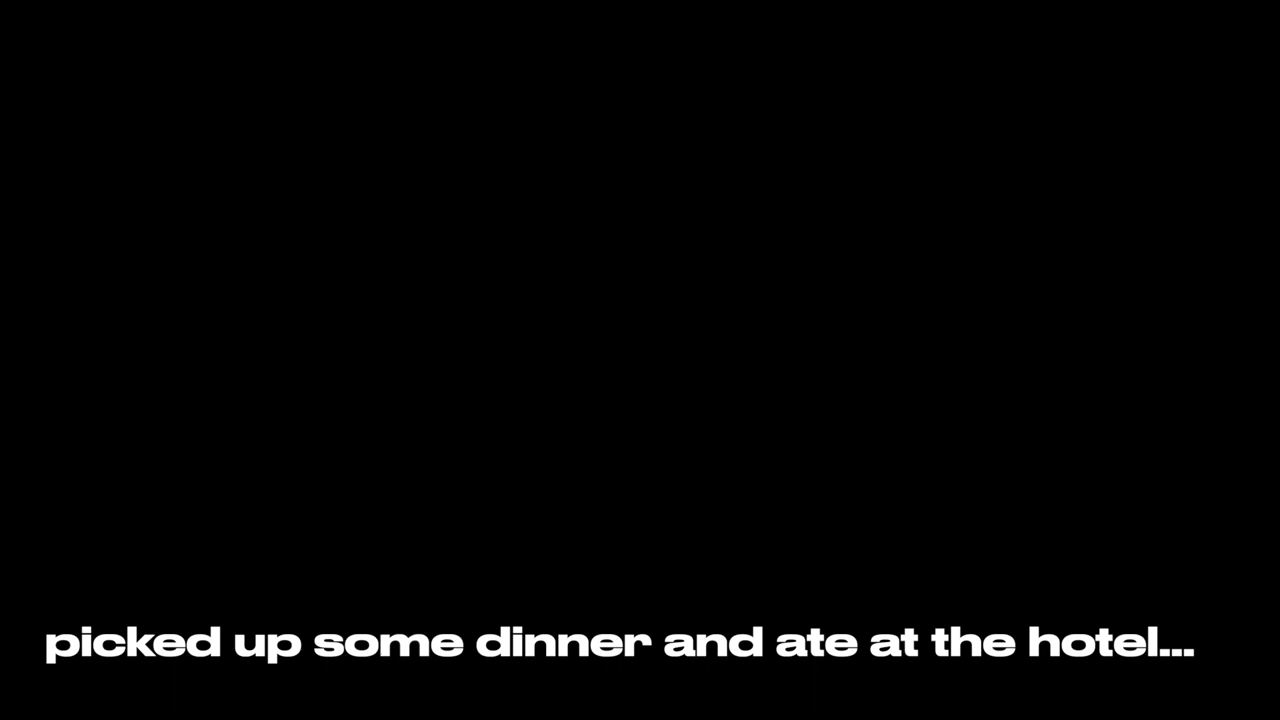 picked up some dinner and ate at the hotel...